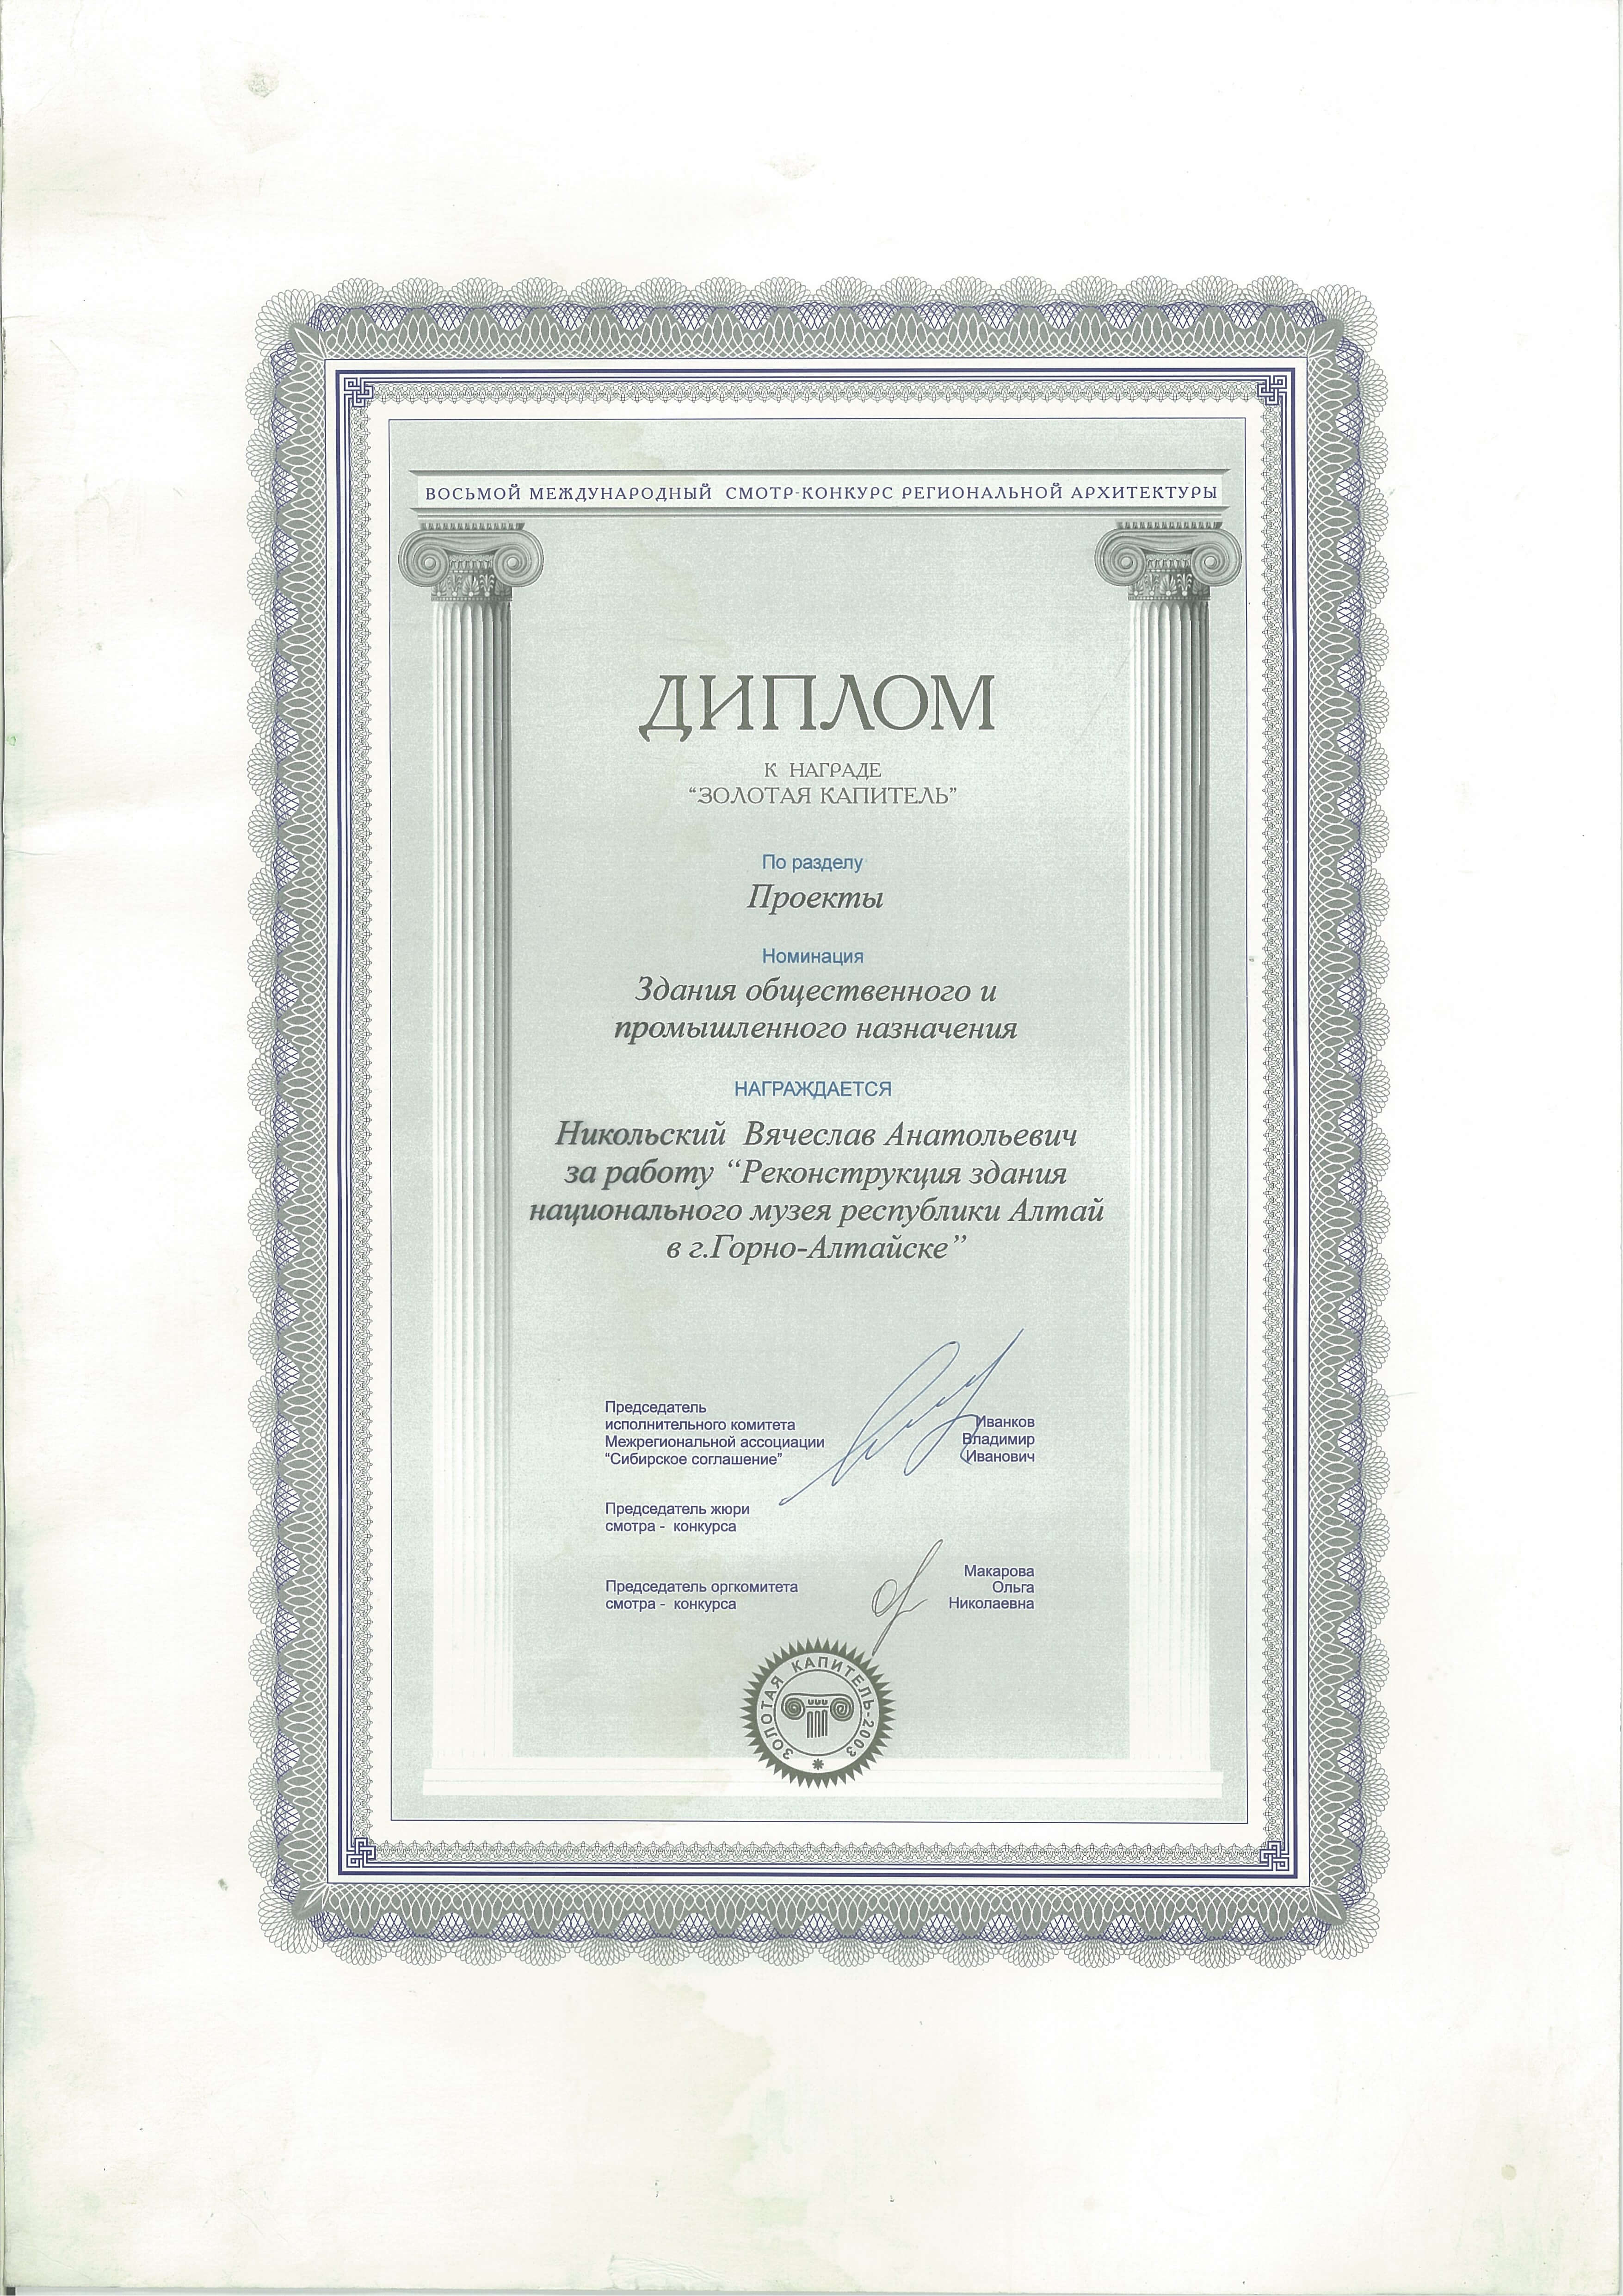 ВОСЬМОЙ МЕЖДУНАРОДНЫЙ СМОТР-КОНКУРС РЕГИОНАЛЬНОЙ АРХИТЕКТУРЫ
ДИПЛОМ
К НАГРАДЕ
“ЗОЛОТАЯ КАПИТЕЛЬ”
По разделу
Проекты
Номинация
Здания общественного и
промышленного назначения
НАГРАЖДАЕТСЯ
Никольский Вячеслав Анатольевич
за работу “Реконструкция здания
национального музея республики Алтай
в г.Горно-Алтайске”
Председатель
исполнительного комитета
Межрегиональной ассоциации
“Сибирское соглашение”
Иванков
Владимир
Иванович
Председатель жюри
смотра - конкурса
Председатель оргкомитета
смотра - конкурса
Макарова
Ольга
Николаевна
ЗОЛОТАЯ КАПИТЕЛЬ-2003